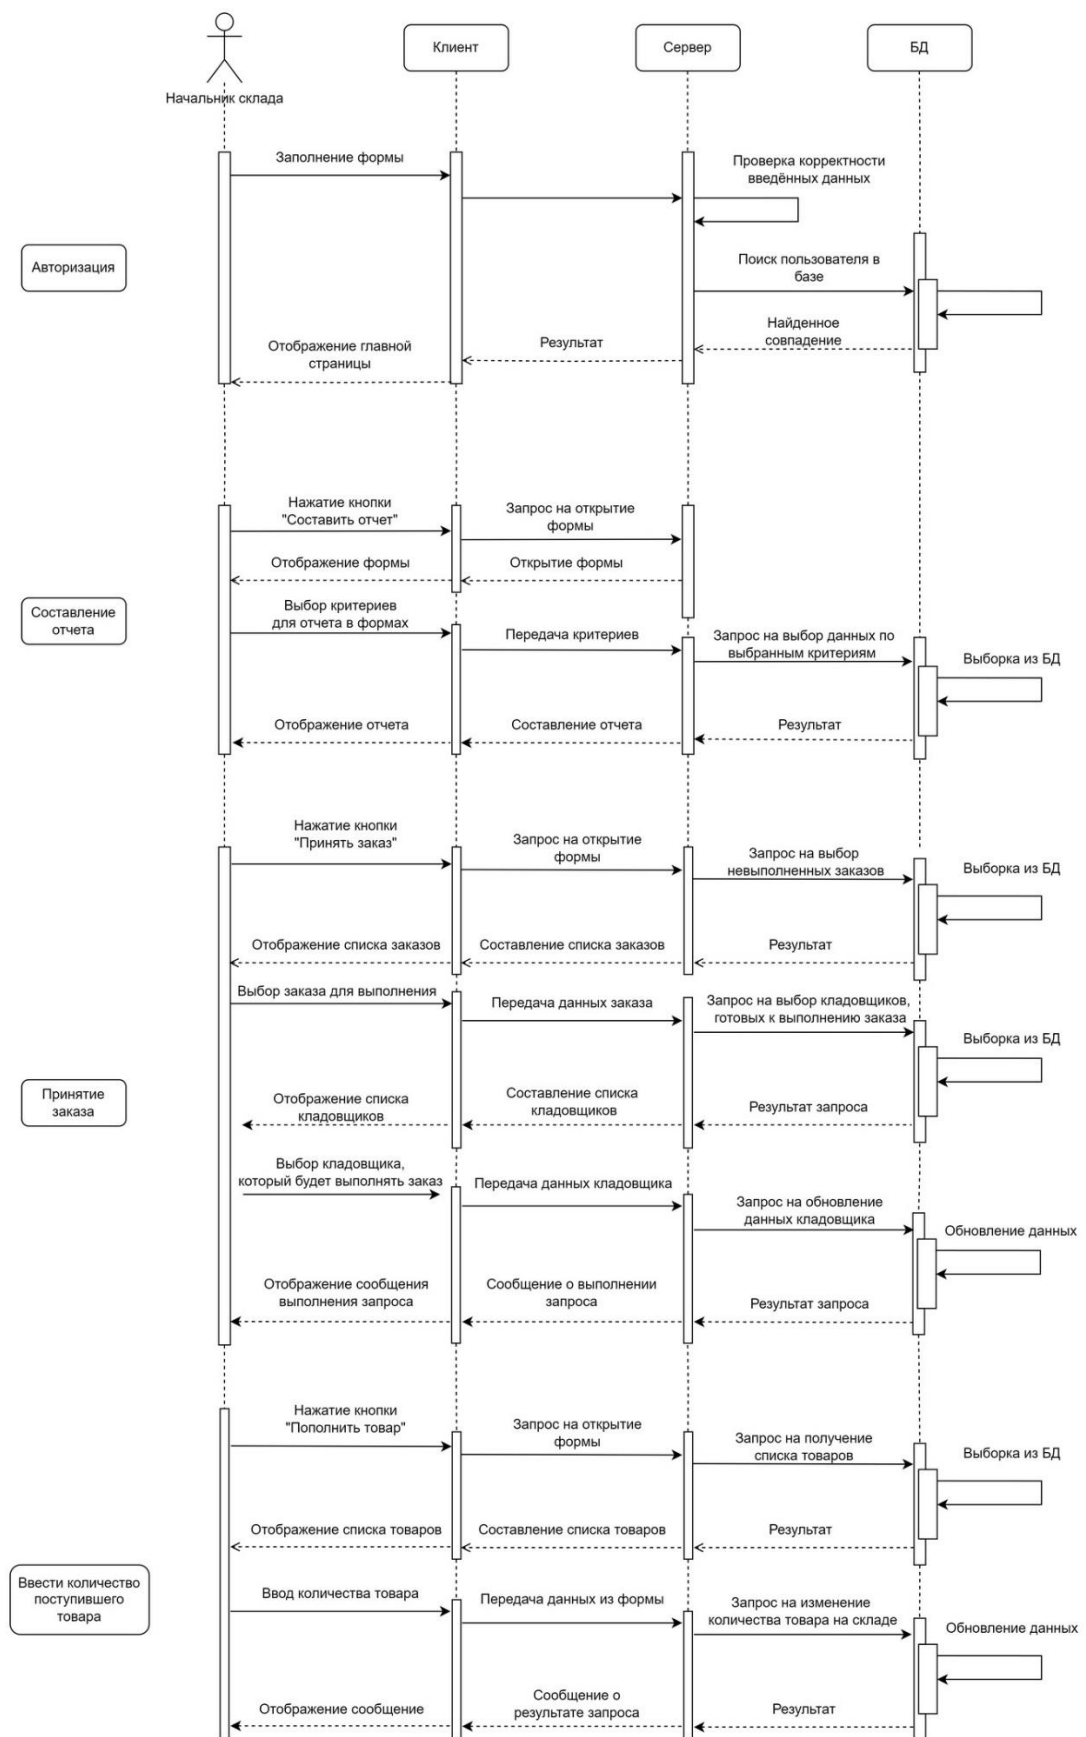 Клиент
Сервер
БД
Начальник склада
Заполнение формы
Проверка корректности
введённых данных
Авторизация
Поиск пользователя в
базе
Найденное
совпадение
Результат
Отображение главной
страницы
Нажатие кнопки
"Составить отчет"
Запрос на открытие
формы
Отображение формы
Открытие формы
Составление
отчета
Выбор критериев
для отчета в формах
Передача критериев
Запрос на выбор данных по
выбранным критериям
Выборка из БД
Отображение отчета
Составление отчета
Результат
Нажатие кнопки
"Принять заказ"
Запрос на открытие
формы
Запрос на выбор
невыполненных заказов
Выборка из БД
Отображение списка заказов
Составление списка заказов
Результат
Выбор заказа для выполнения
Передача данных заказа
Запрос на выбор кладовщиков,
готовых к выполнению заказа
Выборка из БД
Принятие
заказа
Отображение списка
кладовщиков
Составление списка
кладовщиков
Результат запроса
Выбор кладовщика,
который будет выполнять заказ
Передача данных кладовщика
Запрос на обновление
данных кладовщика
Обновление данных
Отображение сообщения
выполнения запроса
Сообщение о выполнении
запроса
Результат запроса
Нажатие кнопки
"Пополнить товар"
Запрос на открытие
формы
Запрос на получение
списка товаров
Выборка из БД
Отображение списка товаров
Составление списка товаров
Результат
Ввести количество
поступившего
товара
Ввод количества товара
Передача данных из формы
Запрос на изменение
количества товара на складе
Обновление данных
Отображение сообщение
Сообщение о
результате запроса
Результат